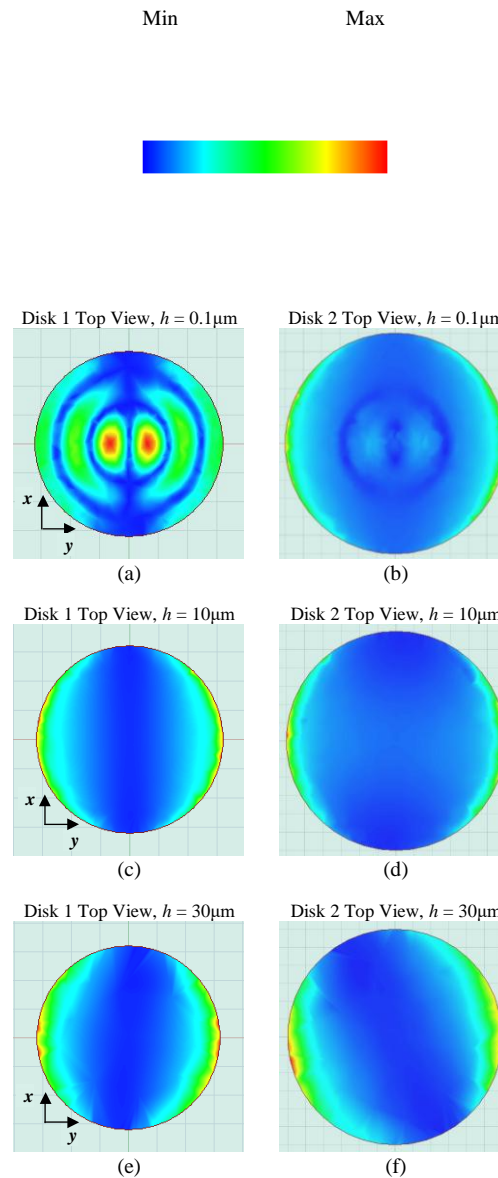 Min Max
Disk 1 Top View, h = 0.1μm Disk 2 Top View, h = 0.1μm
x
y
(a) (b)
Disk 1 Top View, h = 10μm Disk 2 Top View, h = 10μm
x
y
(c) (d)
Disk 1 Top View, h = 30μm Disk 2 Top View, h = 30μm
x
y
(e) (f)